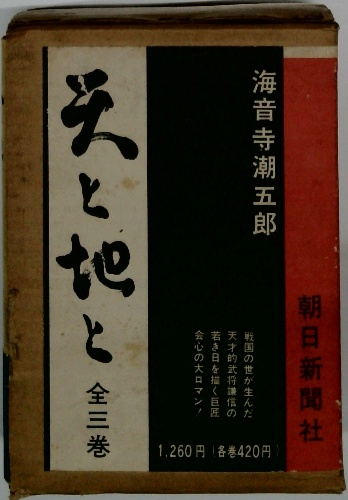 朝日新聞社
海音寺潮五郎
戦国の世が生んだ
天才的武将謙信の
若き日を描く巨匠
会心の大ロマン!
1,260円(各巻420円)
天と地と
全三巻